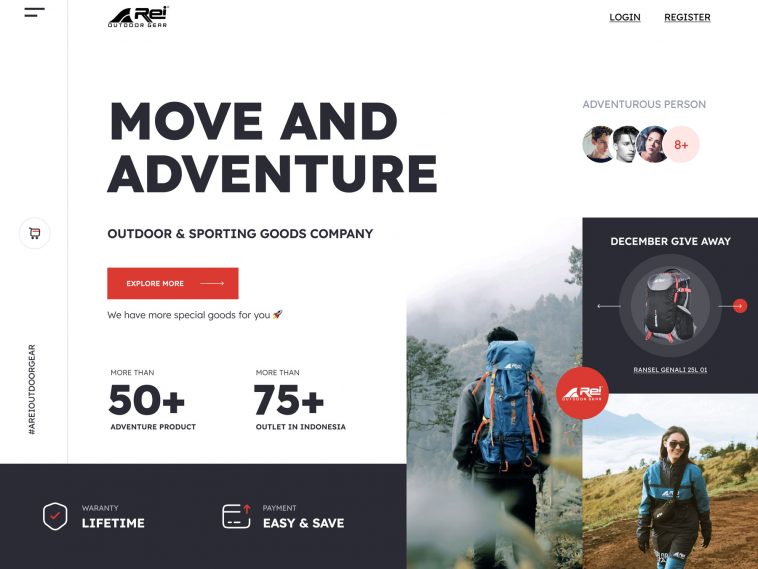 ARei
OUTDOOR GEAR
LOGIN
REGISTER
MOVE AND
ADVENTURE
ADVENTUROUS PERSON
8+
OUTDOOR & SPORTING GOODS COMPANY
EXPLORE MORE
We have more special goods for you 🚀
MORE THAN
50+
ADVENTURE PRODUCT
MORE THAN
75+
OUTLET IN INDONESIA
#AREIOUTDOORGEAR
DECEMBER GIVE AWAY
RANSEL GENALI 25L 01
ARei
OUTDOOR GEAR
WARANTY
LIFETIME
PAYMENT
EASY & SAVE